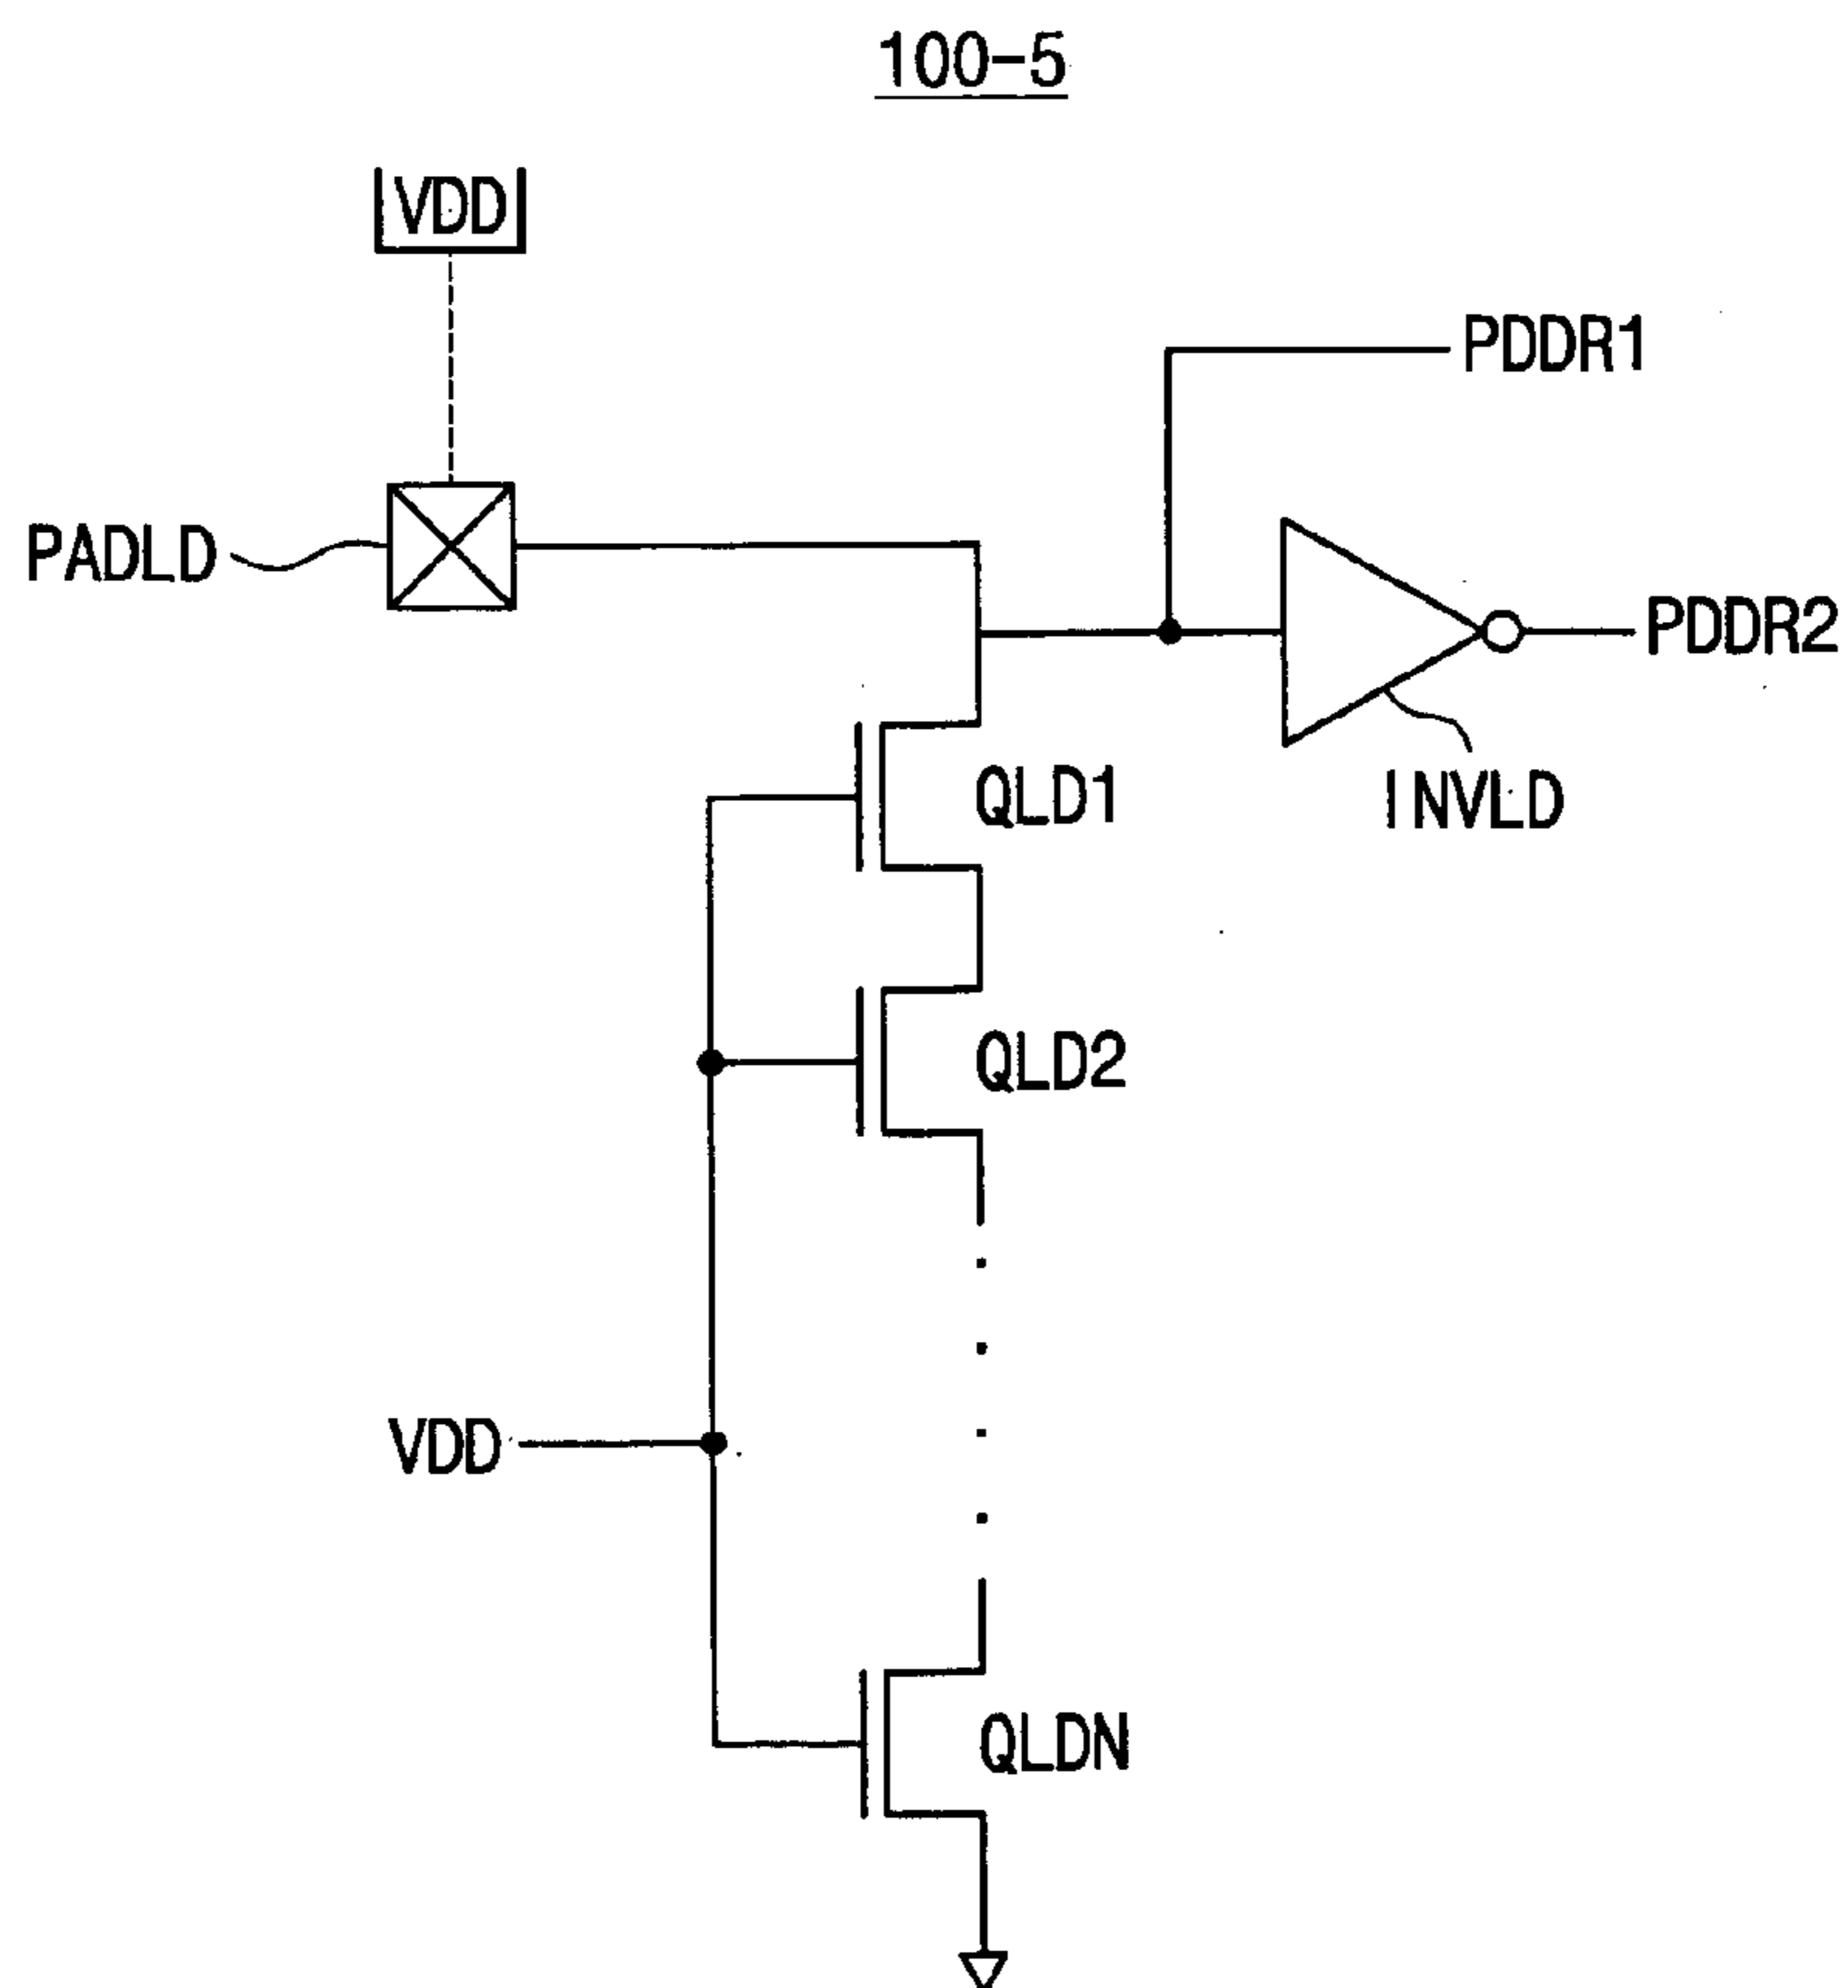 100-5
VDD
PDDR1
PADLD
PDDR2
QLD1
INVLD
QLD2
VDD
QLDN